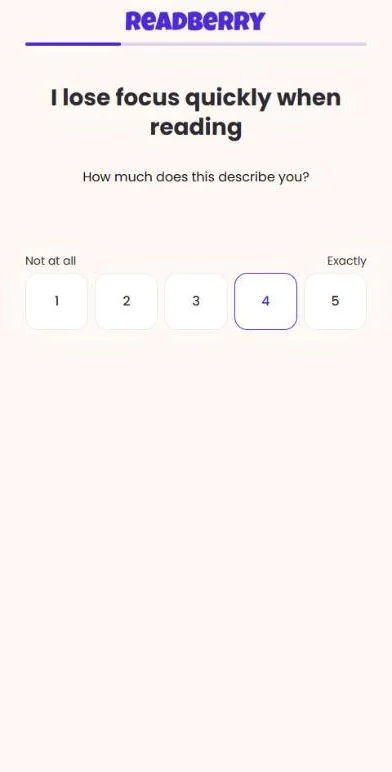 ReADBeRRY
I lose focus quickly when
reading
How much does this describe you?
Not at all Exactly
1 2 3 4 5